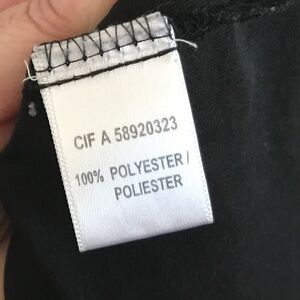 CIF A 58920323
100% POLYESTER /
POLIESTER